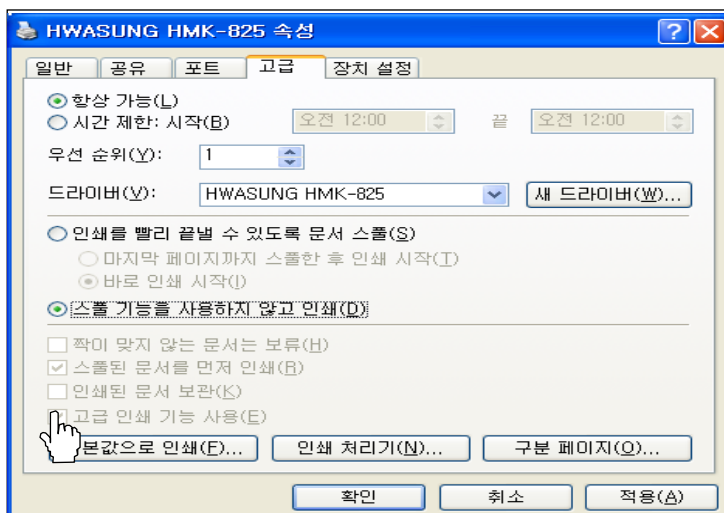 HWASUNG HMK-825 속성
일반 공유 포트 고급 장치 설정
항상 가능(L)
시간 제한: 시작(B) 오전 12:00 끝 오전 12:00
우선 순위(Y): 1
드라이버(V): HWASUNG HMK-825 새 드라이버(W)...
인쇄를 빨리 끝낼 수 있도록 문서 스풀(S)
마지막 페이지까지 스풀한 후 인쇄 시작(T)
바로 인쇄 시작(I)
스풀 기능을 사용하지 않고 인쇄(D)
짝이 맞지 않는 문서는 보류(H)
스풀된 문서를 먼저 인쇄(R)
인쇄된 문서 보관(K)
고급 인쇄 기능 사용(E)
본값으로 인쇄(F)... 인쇄 처리기(N)... 구분 페이지(O)...
확인 취소 적용(A)